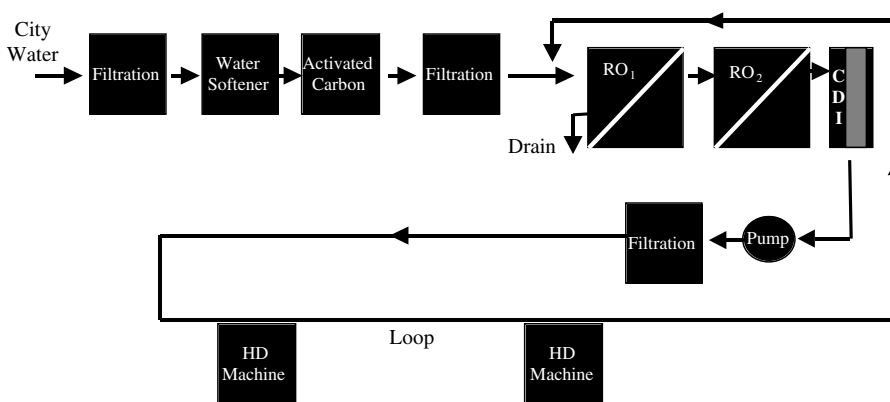 City
Water
Filtration
Water
Softener
Activated
Carbon
Filtration
RO1
RO2
C
D
I
Drain
Filtration
Pump
Loop
HD
Machine
HD
Machine